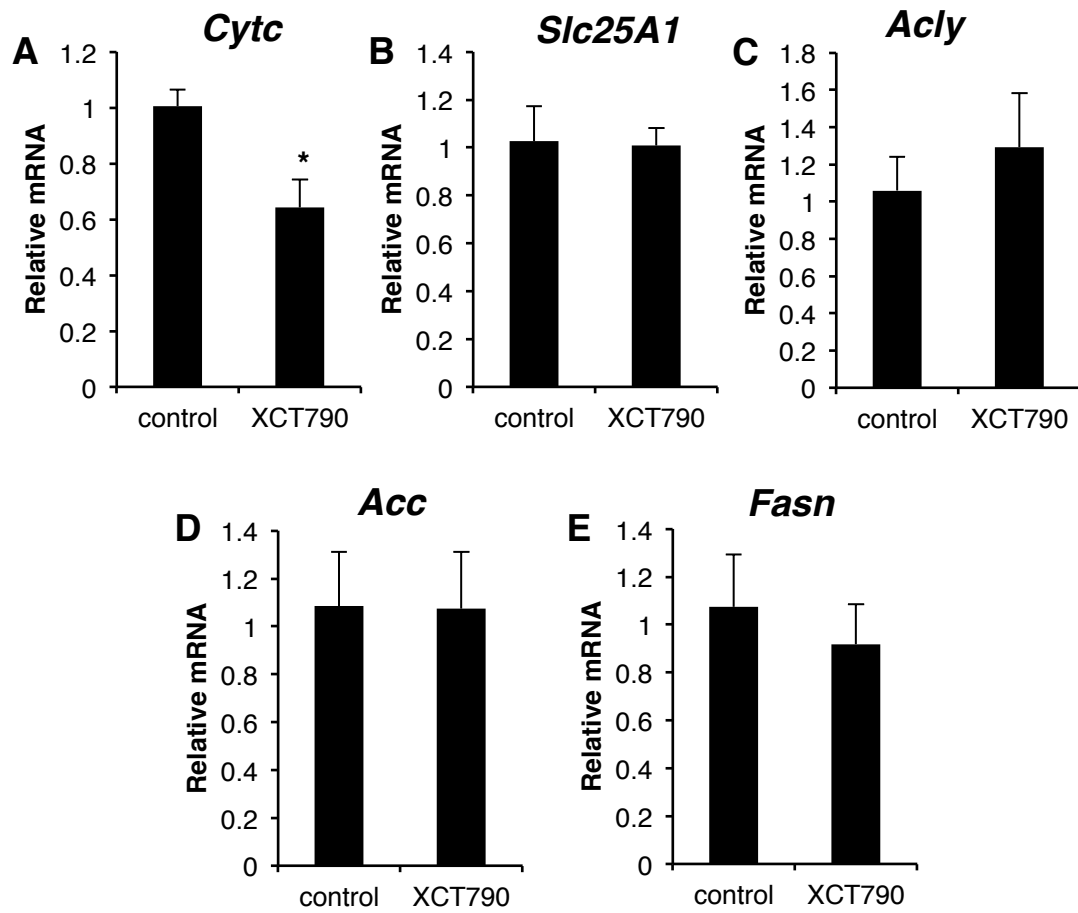 A
Cytc
Relative mRNA
1.2
1
0.8
0.6
0.4
0.2
0
*
control
XCT790
B
Slc25A1
Relative mRNA
1.4
1.2
1
0.8
0.6
0.4
0.2
0
control
XCT790
C
Acly
Relative mRNA
1.8
1.6
1.4
1.2
1
0.8
0.6
0.4
0.2
0
control
XCT790
D
Acc
Relative mRNA
1.4
1.2
1
0.8
0.6
0.4
0.2
0
control
XCT790
E
Fasn
Relative mRNA
1.4
1.2
1
0.8
0.6
0.4
0.2
0
control
XCT790